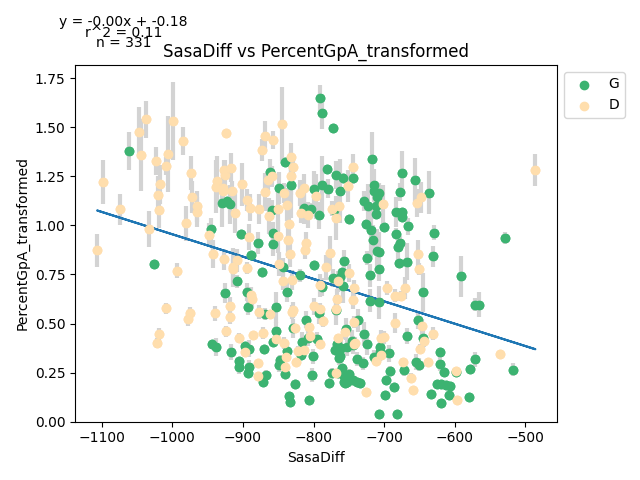 y = -0.00x + -0.18
r^2 = 0.11
n = 331
SasaDiff vs PercentGpA_transformed
G
D
PercentGpA_transformed
1.75
1.50
1.25
1.00
0.75
0.50
0.25
0.00
−1100 −1000 −900 −800 −700 −600 −500
SasaDiff